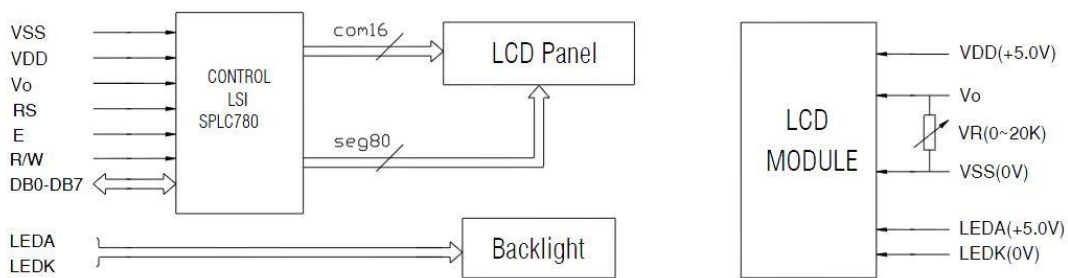 VSS
VDD
Vo
RS
E
R/W
DB0-DB7
CONTROL
LSI
SPLC780
com16
seg80
LCD Panel
LEDA
LEDK
Backlight
LCD
MODULE
VDD(+5.0V)
Vo
VR(0~20K)
VSS(0V)
LEDA(+5.0V)
LEDK(0V)